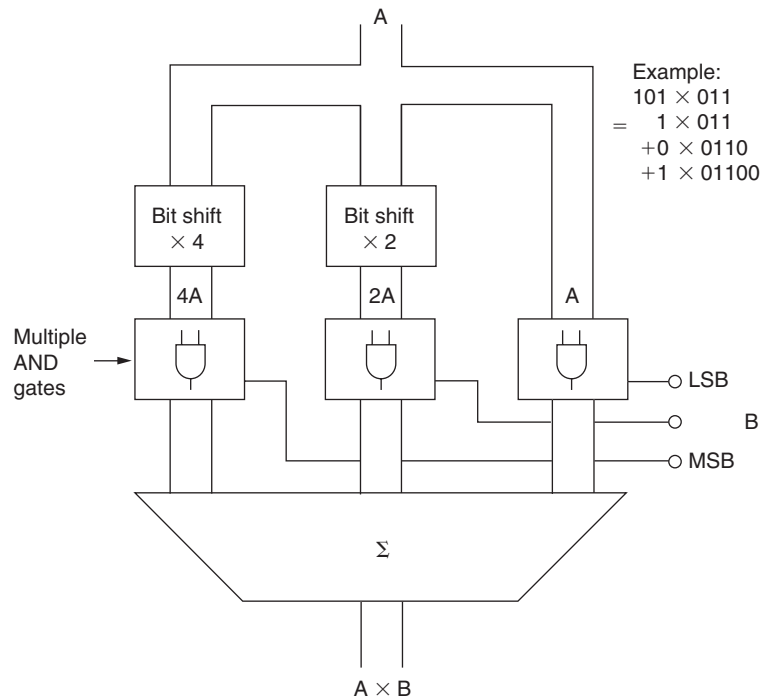 A
Example:
101 × 011
= 1 × 011
+0 × 0110
+1 × 01100
Bit shift
× 4
Bit shift
× 2
4A
2A
A
Multiple
AND
gates
LSB
B
MSB
Σ
A × B